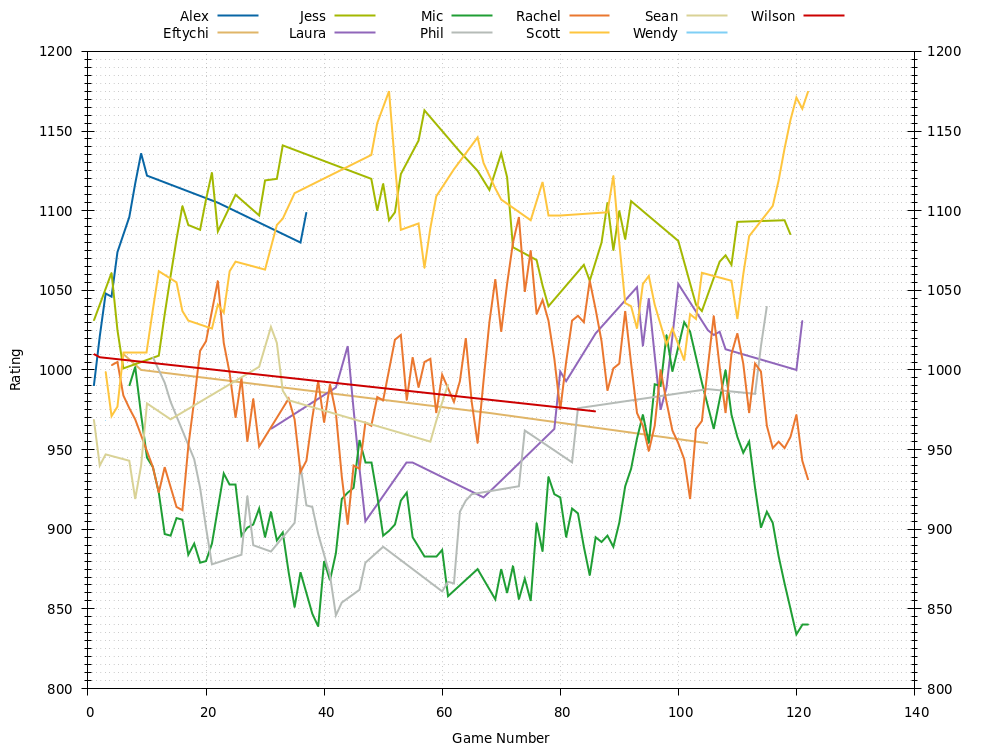 Alex Jess Mic Rachel Sean Wilson
Eftychi Laura Phil Scott Wendy
1200 1200
1150 1150
1100 1100
1050 1050
1000 1000
950 950
900 900
850 850
800 800
Rating
0 20 40 60 80 100 120 140
Game Number